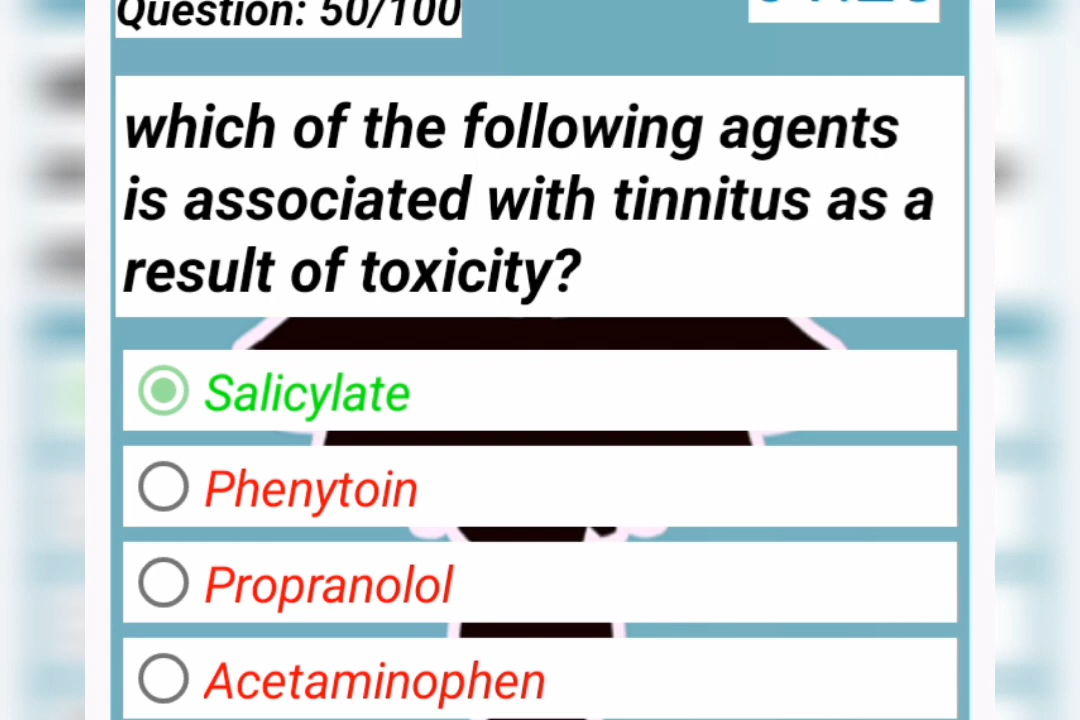 Question: 50/100
which of the following agents
is associated with tinnitus as a
result of toxicity?
Salicylate
Phenytoin
Propranolol
Acetaminophen